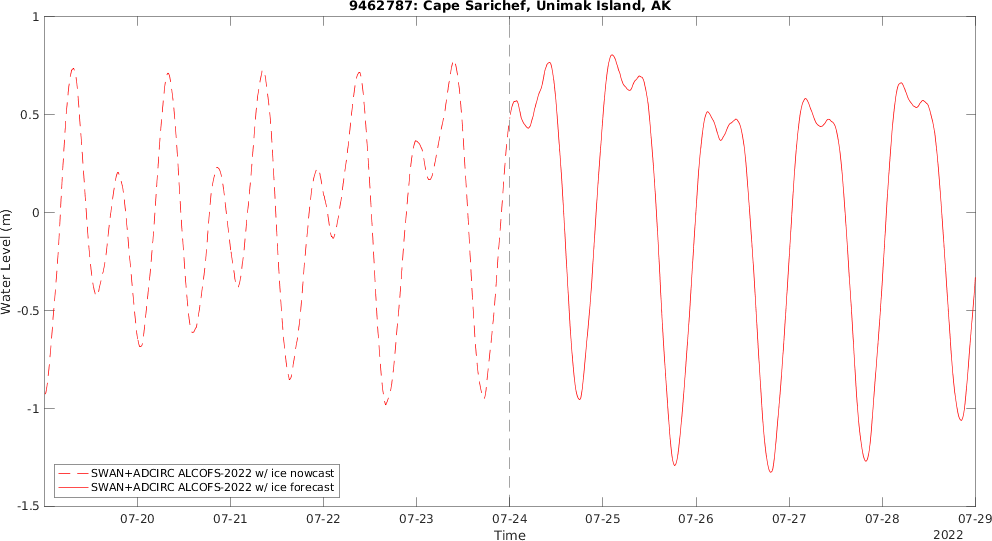 9462787: Cape Sarichef, Unimak Island, AK
1
0.5
0
-0.5
-1
-1.5
Water Level (m)
SWAN+ADCIRC ALCOFS-2022 w/ ice nowcast
SWAN+ADCIRC ALCOFS-2022 w/ ice forecast
07-20 07-21 07-22 07-23 07-24 07-25 07-26 07-27 07-28 07-29
Time
2022